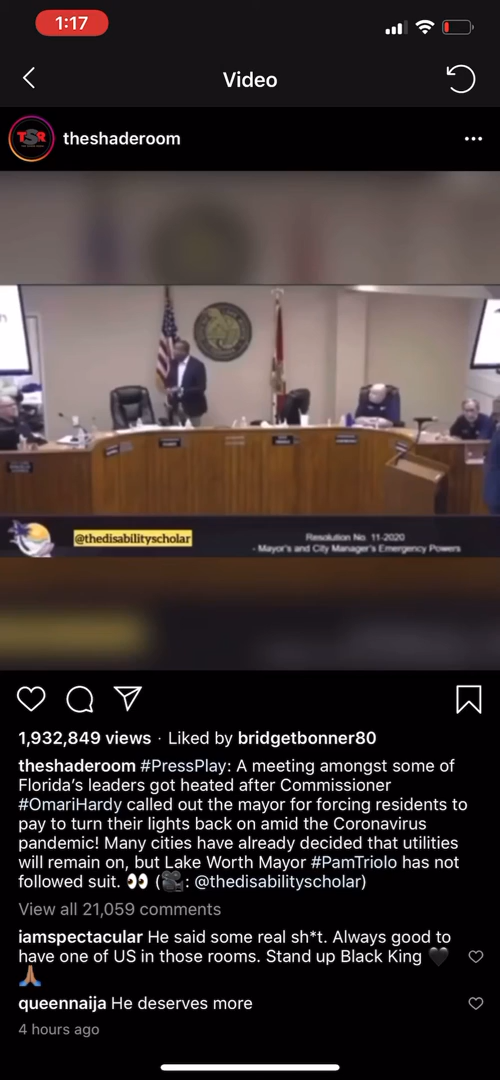 1:17
Video
TSR
theshaderoom
@thedisabilityscholar
Resolution No. 11-2020
- Mayor's and City Manager's Emergency Powers
1,932,849 views · Liked by bridgetbonner80
theshaderoom #PressPlay: A meeting amongst some of
Florida's leaders got heated after Commissioner
#OmariHardy called out the mayor for forcing residents to
pay to turn their lights back on amid the Coronavirus
pandemic! Many cities have already decided that utilities
will remain on, but Lake Worth Mayor #PamTriolo has not
followed suit. 👀 (🎥: @thedisabilityscholar)
View all 21,059 comments
iamspectacular He said some real sh*t. Always good to
have one of US in those rooms. Stand up Black King 🖤
🙏🏾
queennaija He deserves more
4 hours ago